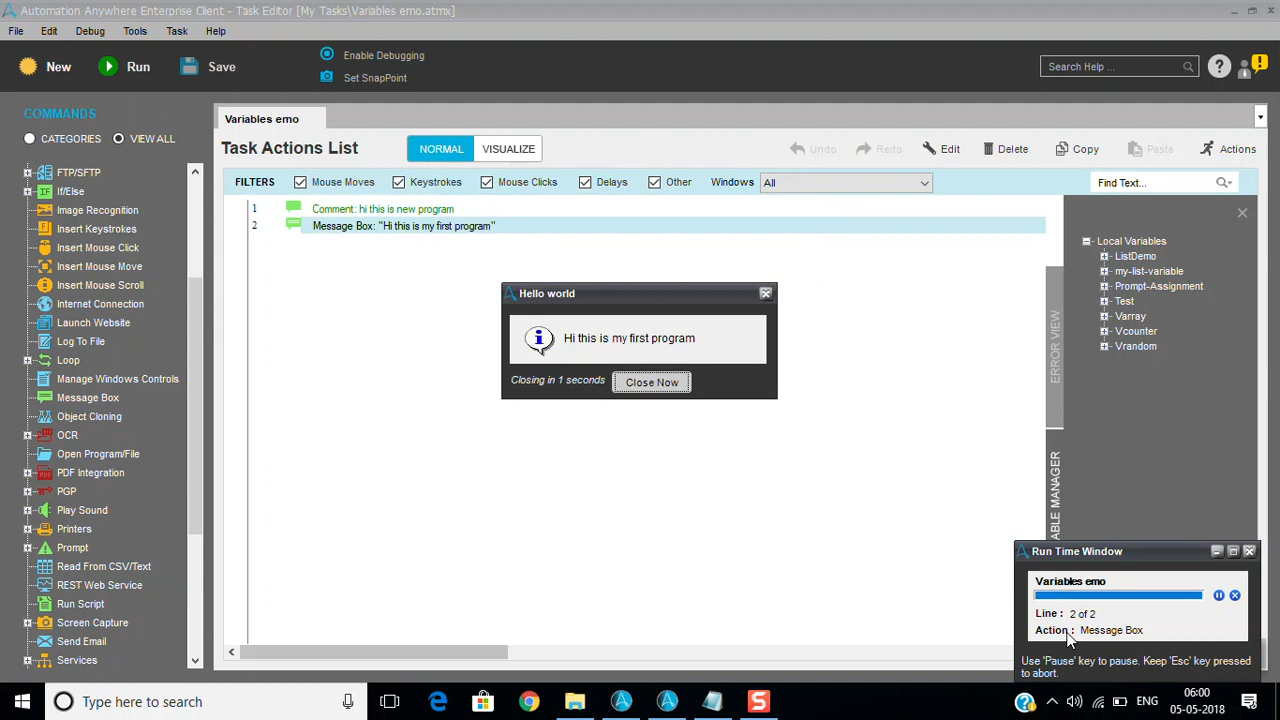 Automation Anywhere Enterprise Client - Task Editor [My Tasks\Variables emo.atmx]
File Edit Debug Tools Task Help
New Run Save
Enable Debugging
Set SnapPoint
Search Help ...
COMMANDS
CATEGORIES VIEW ALL
FTP/SFTP
If/Else
Image Recognition
Insert Keystrokes
Insert Mouse Click
Insert Mouse Move
Insert Mouse Scroll
Internet Connection
Launch Website
Log To File
Loop
Manage Windows Controls
Message Box
Object Cloning
OCR
Open Program/File
PDF Integration
PGP
Play Sound
Printers
Prompt
Read From CSV/Text
REST Web Service
Run Script
Screen Capture
Send Email
Services
Variables emo
Task Actions List NORMAL VISUALIZE Undo Redo Edit Delete Copy Paste Actions
FILTERS Mouse Moves Keystrokes Mouse Clicks Delays Other Windows All Find Text...
1 Comment: hi this is new program
2 Message Box: "Hi this is my first program"
Hello world
Hi this is my first program
Closing in 1 seconds Close Now
ERROR VIEW
Local Variables
ListDemo
my-list-variable
Prompt-Assignment
Test
Varray
Vcounter
Vrandom
Run Time Window
Variables emo
Line : 2 of 2
Action : Message Box
Use 'Pause' key to pause. Keep 'Esc' key pressed
to abort.
Type here to search
ENG
06:00
05-05-2018